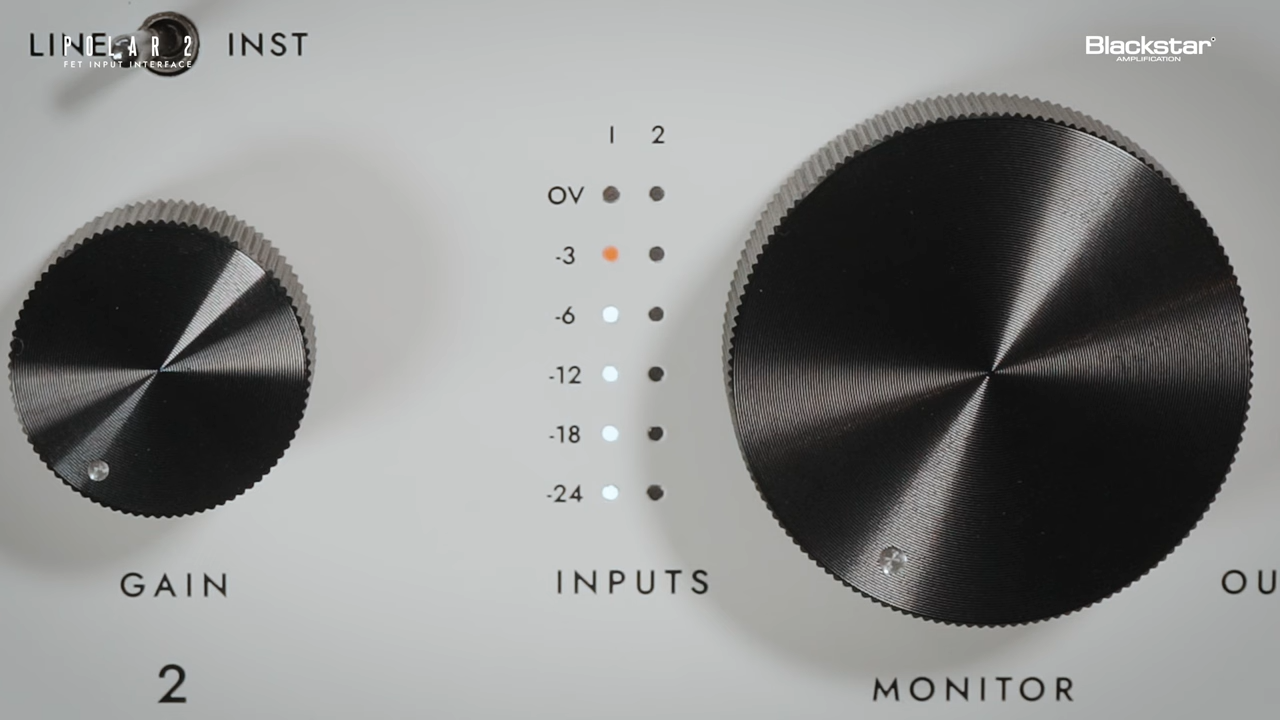 LINE INST
POLAR 2
FET INPUT INTERFACE
Blackstar
AMPLIFICATION
1 2
OV
-3
-6
-12
-18
-24
GAIN
INPUTS
OU
2
MONITOR